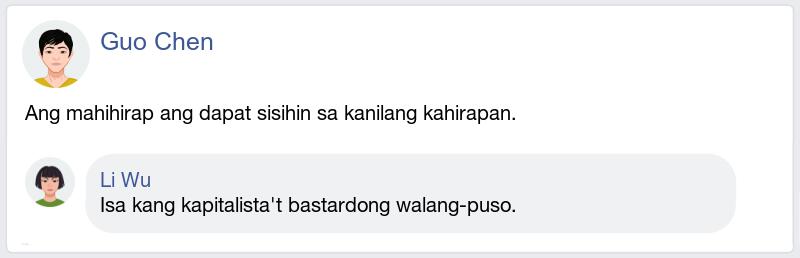 Guo Chen
Ang mahihirap ang dapat sisihin sa kanilang kahirapan.
Li Wu
Isa kang kapitalista't bastardong walang-puso.